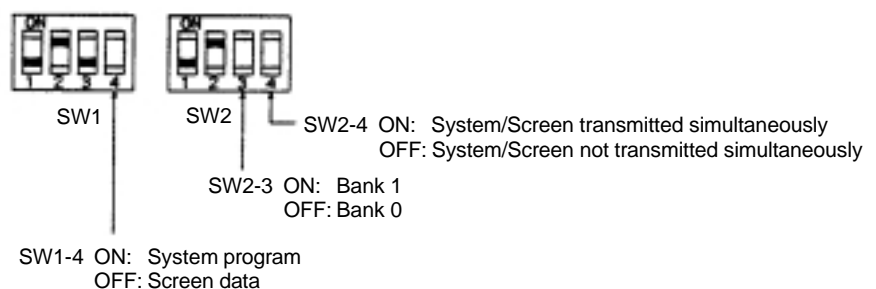 ON
1 2 3 4
SW1
ON
1 2 3 4
SW2
SW2-4 ON: System/Screen transmitted simultaneously
OFF: System/Screen not transmitted simultaneously
SW2-3 ON: Bank 1
OFF: Bank 0
SW1-4 ON: System program
OFF: Screen data